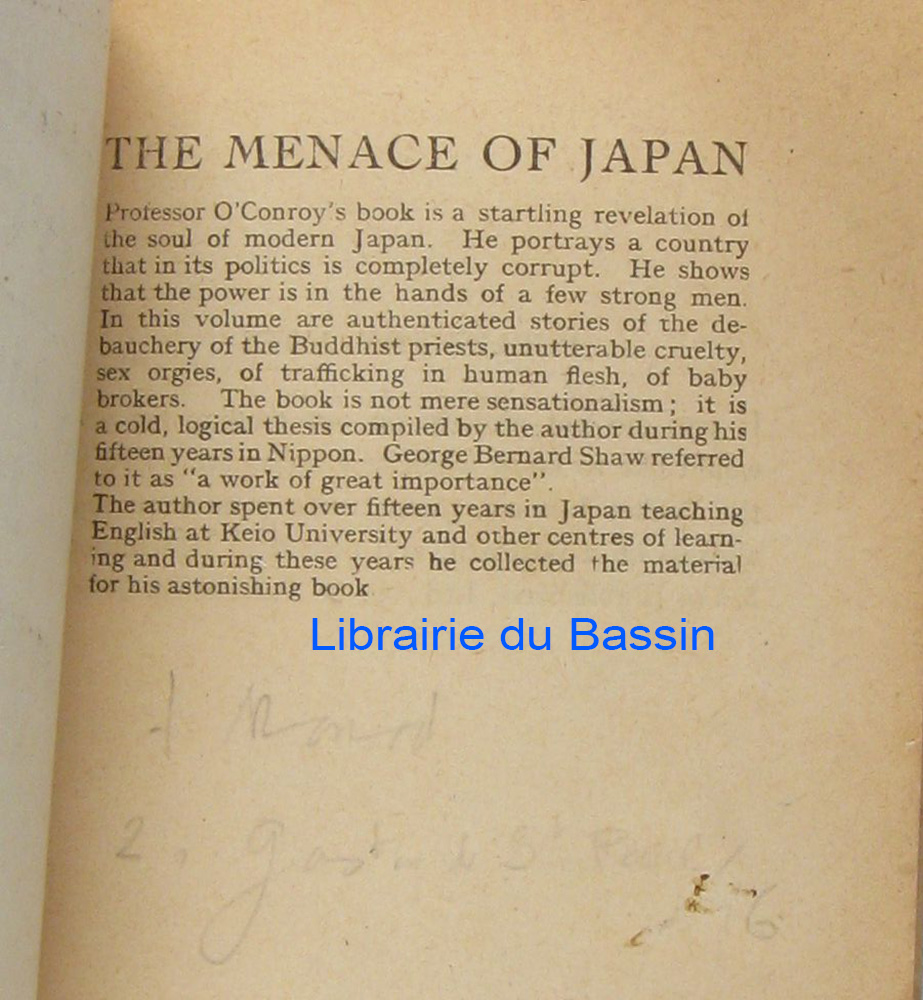 THE MENACE OF JAPAN
Professor O'Conroy's book is a startling revelation of
the soul of modern Japan. He portrays a country
that in its politics is completely corrupt. He shows
that the power is in the hands of a few strong men.
In this volume are authenticated stories of the de-
bauchery of the Buddhist priests, unutterable cruelty,
sex orgies, of trafficking in human flesh, of baby
brokers. The book is not mere sensationalism; it is
a cold, logical thesis compiled by the author during his
fifteen years in Nippon. George Bernard Shaw referred
to it as "a work of great importance".
The author spent over fifteen years in Japan teaching
English at Keio University and other centres of learn-
ing and during these years he collected the material
for his astonishing book
Librairie du Bassin
2.